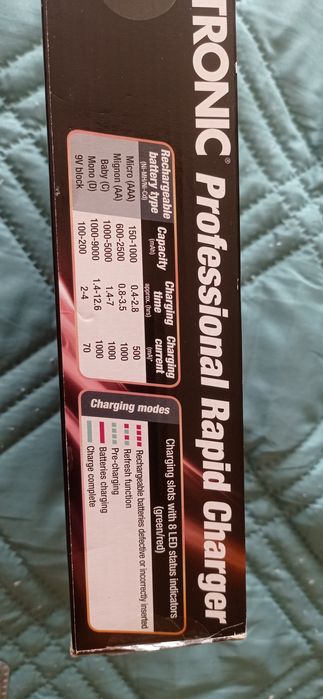 TRONIC® Professional Rapid Charger
Rechargeable battery type (Ni-MH/Ni-Cd) Capacity (mAh) Charging time approx. (hrs) Charging current (mA)*
Micro (AAA) 150-1000 0.4-2.8 500
Mignon (AA) 600-2500 0.8-3.5 1000
Baby (C) 1000-5000 1.4-7 1000
Mono (D) 1000-9000 1.4-12.6 1000
9V block 100-200 2-4 70
Charging modes
Charging slots with 8 LED status indicators
(green/red)
Rechargeable batteries defective or incorrectly inserted
Refresh function
Pre-charging
Batteries charging
Charge complete